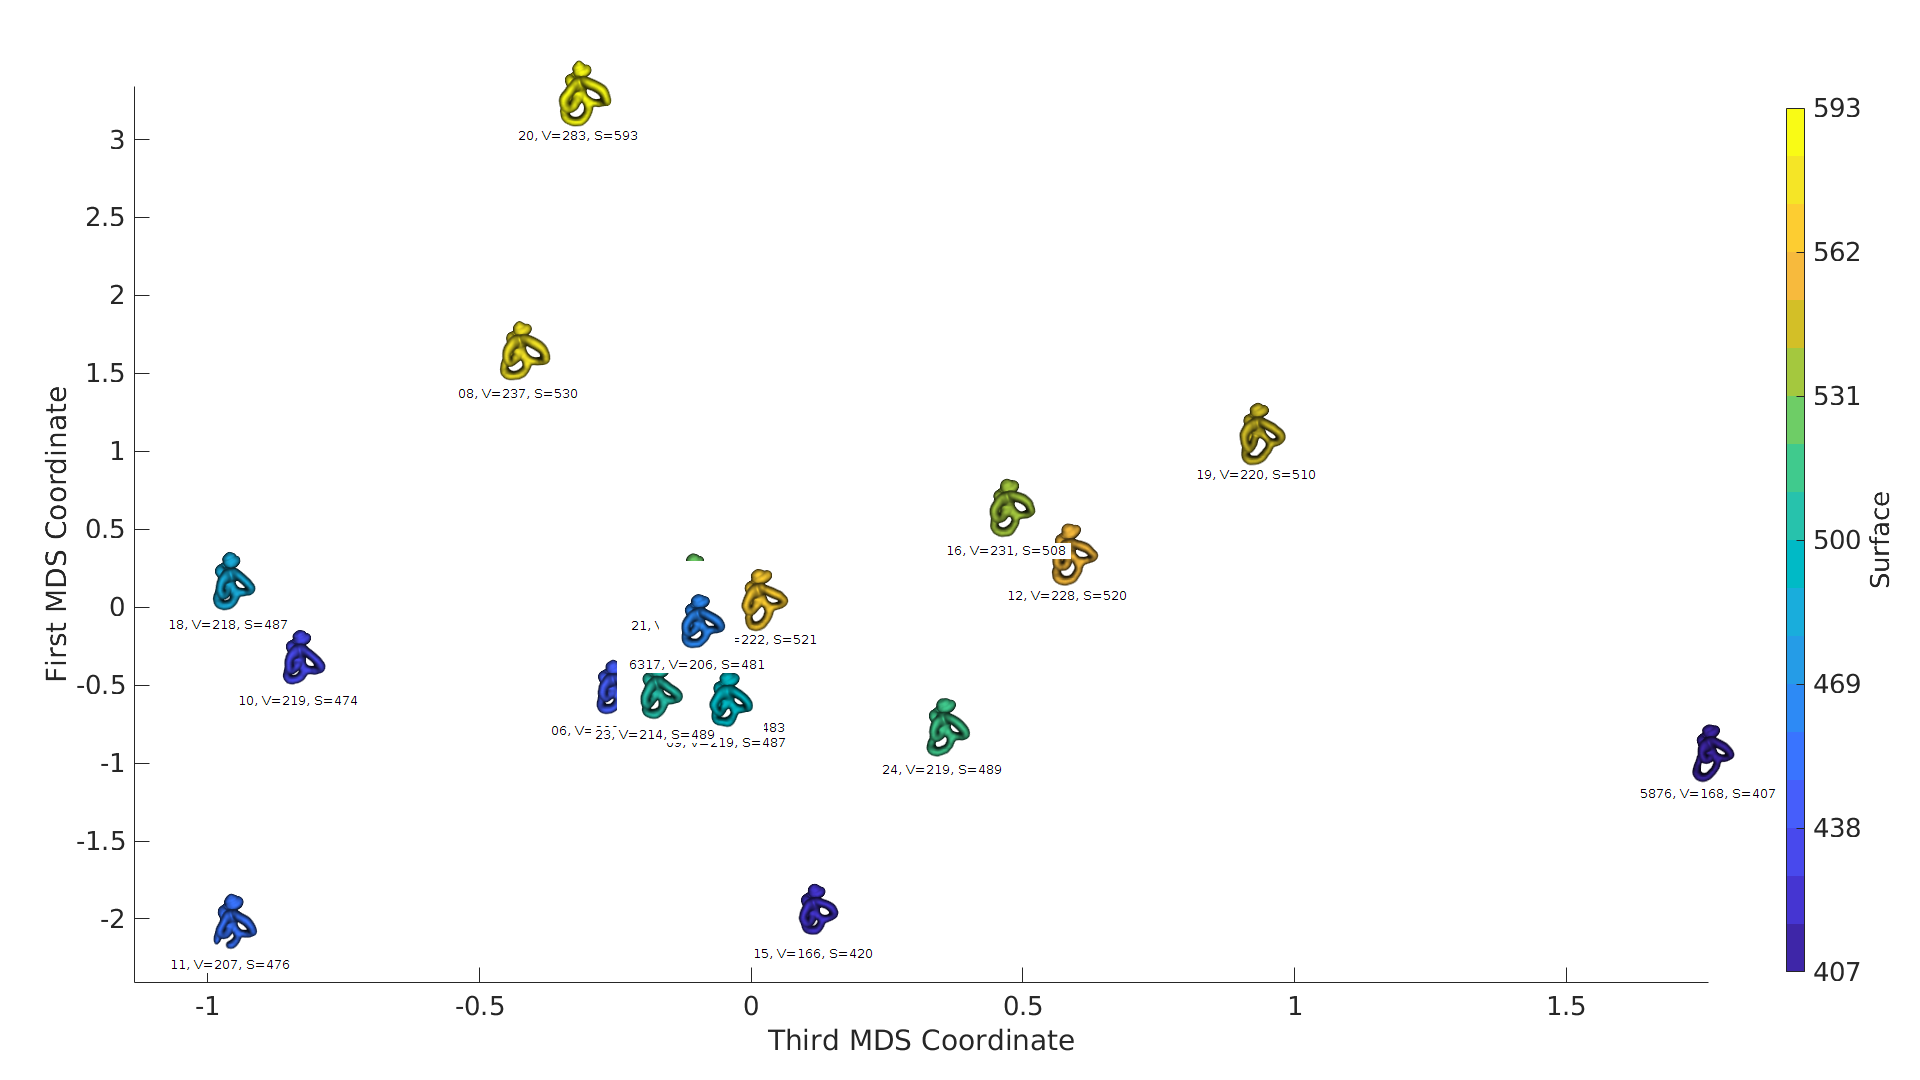 20, V=283, S=593
593
3
2.5
562
2
1.5
08, V=237, S=530
531
1
19, V=220, S=510
0.5
16, V=231, S=508
500
12, V=228, S=520
0
18, V=218, S=487
21,
=222, S=521
6317, V=206, S=481
-0.5
469
10, V=219, S=474
06, V=
23, V=214, S=489
483
V=219, S=487
-1
24, V=219, S=489
5876, V=168, S=407
-1.5
438
-2
15, V=166, S=420
11, V=207, S=476
407
-1
-0.5
0
0.5
1
1.5
Third MDS Coordinate
First MDS Coordinate
Surface